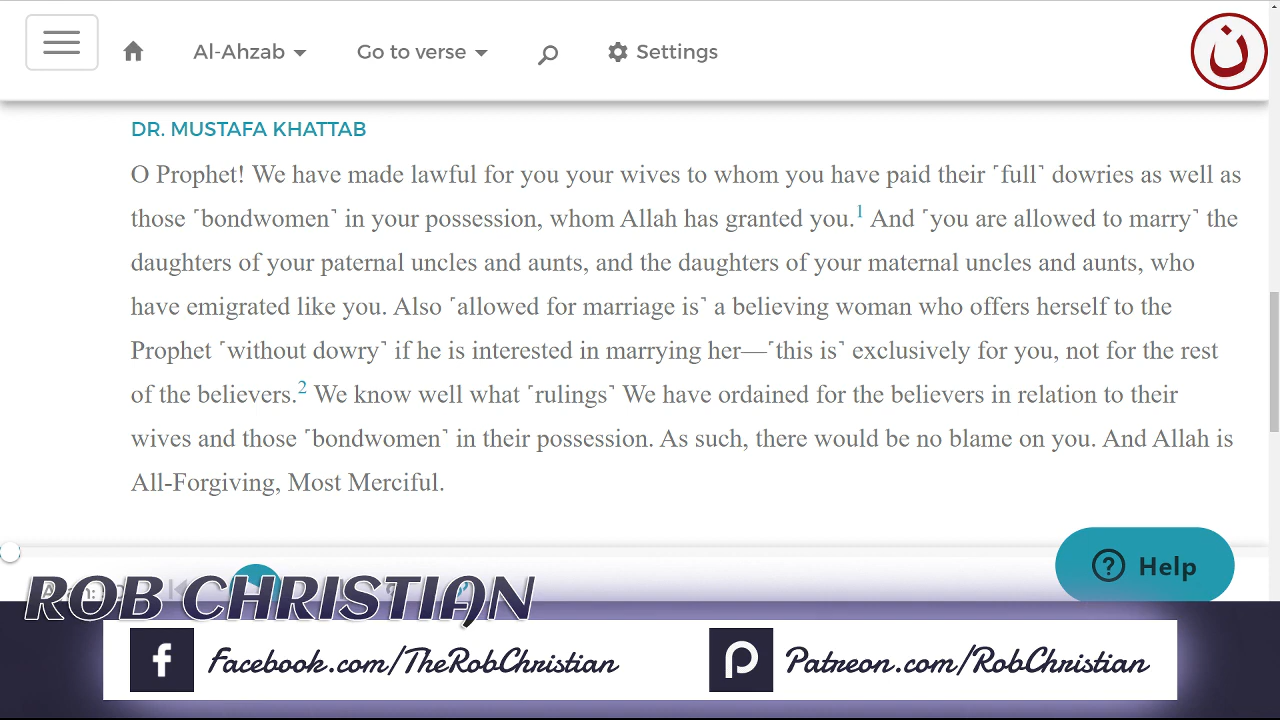 Al-Ahzab Go to verse Settings
ن
DR. MUSTAFA KHATTAB
O Prophet! We have made lawful for you your wives to whom you have paid their ˹full˺ dowries as well as
those ˹bondwomen˺ in your possession, whom Allah has granted you.1 And ˹you are allowed to marry˺ the
daughters of your paternal uncles and aunts, and the daughters of your maternal uncles and aunts, who
have emigrated like you. Also ˹allowed for marriage is˺ a believing woman who offers herself to the
Prophet ˹without dowry˺ if he is interested in marrying her—˹this is˺ exclusively for you, not for the rest
of the believers.2 We know well what ˹rulings˺ We have ordained for the believers in relation to their
wives and those ˹bondwomen˺ in their possession. As such, there would be no blame on you. And Allah is
All-Forgiving, Most Merciful.
? Help
ROB CHRISTIAN
Facebook.com/TheRobChristian Patreon.com/RobChristian